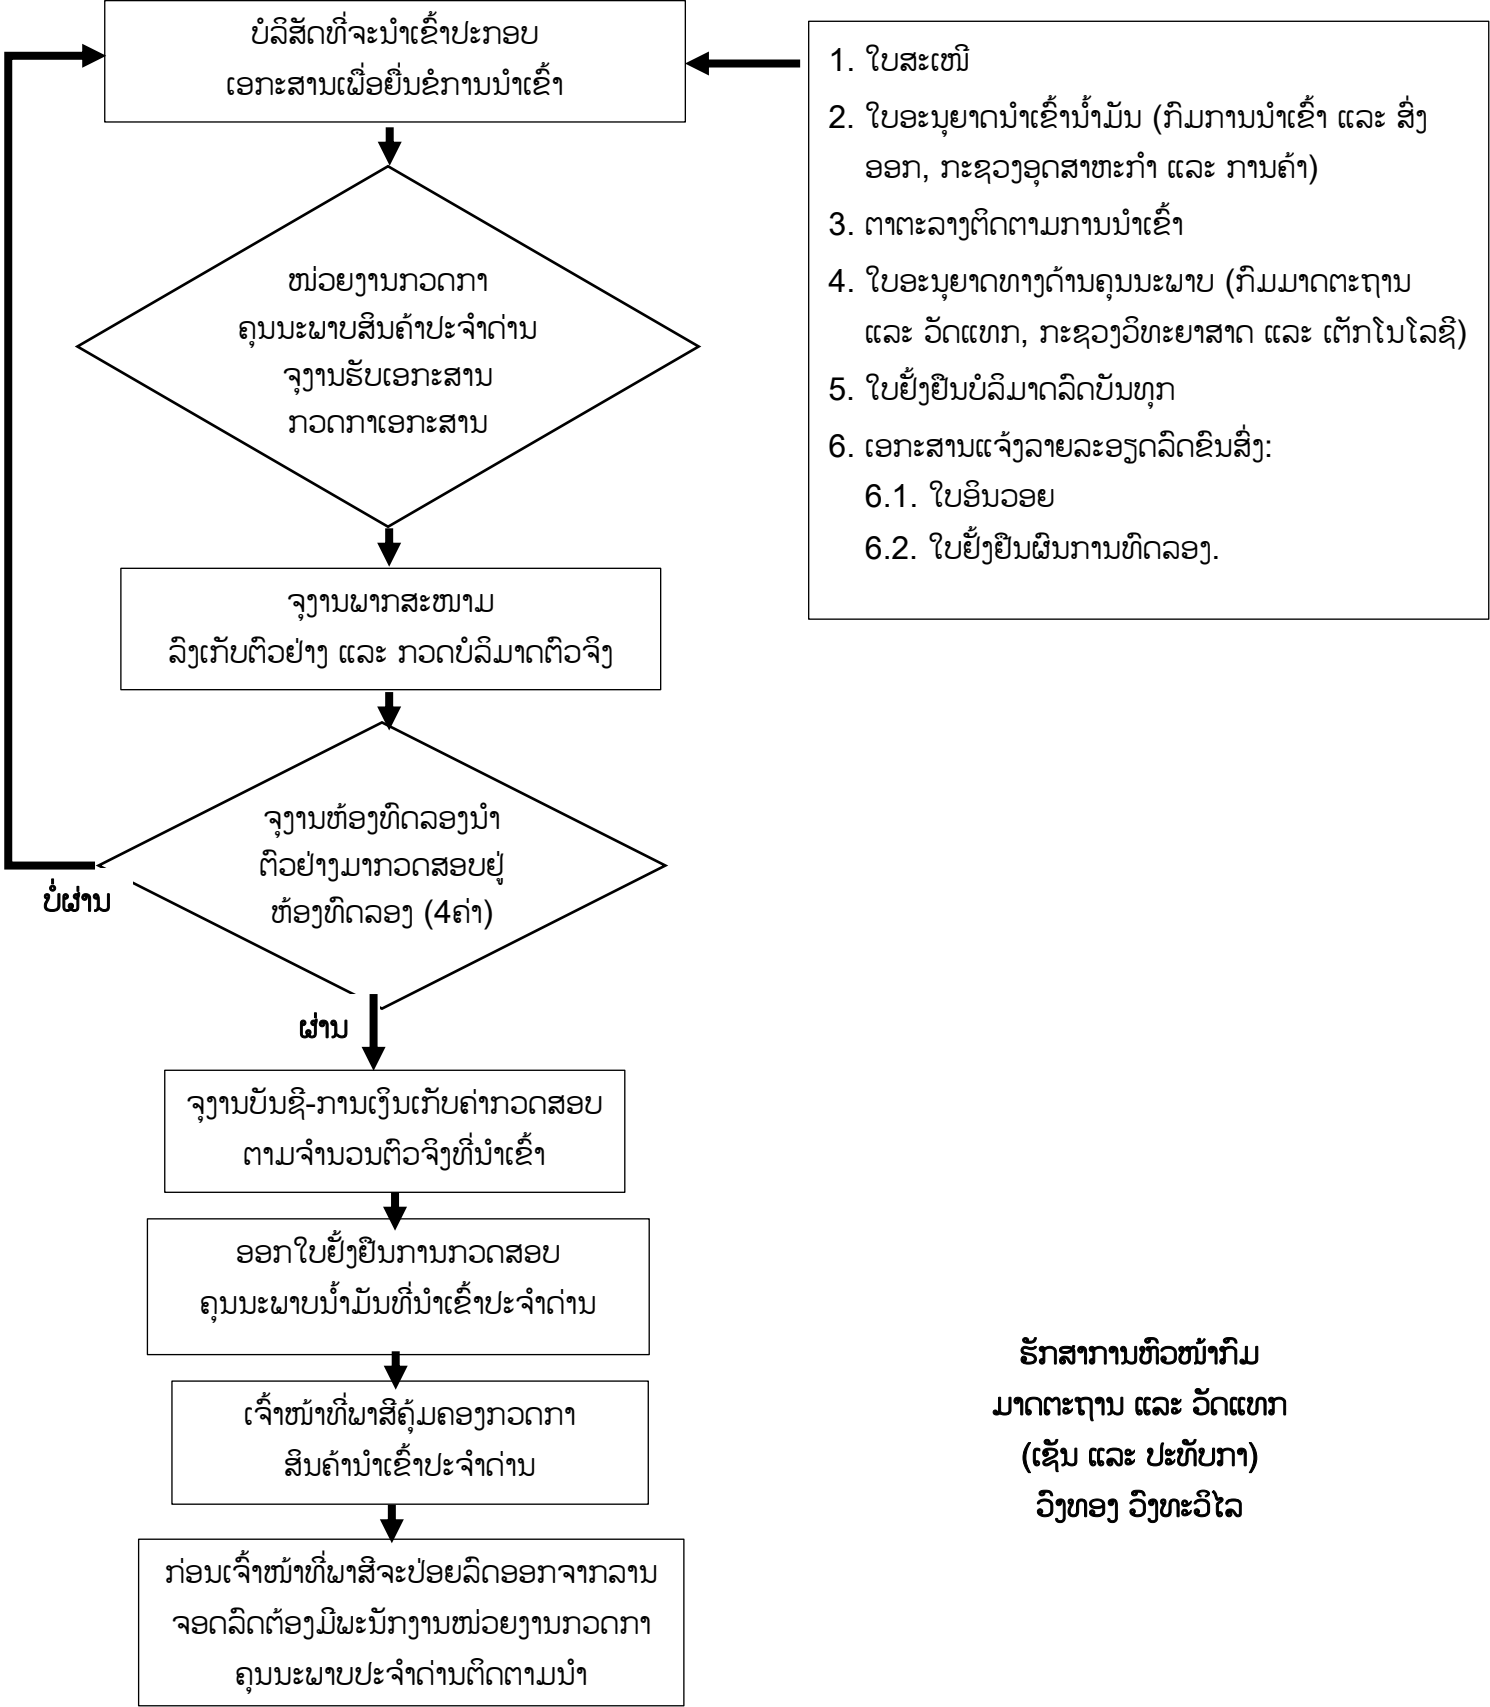 ບໍລິສັດທີ່ຈະນຳເຂົ້າປະກອບ
ເອກະສານເພື່ອຍື່ນຂໍການນຳເຂົ້າ
1. ໃບສະເໜີ
2. ໃບອະນຸຍາດນຳເຂົ້ານ້ຳມັນ (ກົມການນຳເຂົ້າ ແລະ ສົ່ງ
ອອກ, ກະຊວງອຸດສາຫະກຳ ແລະ ການຄ້າ)
3. ຕາຕະລາງຕິດຕາມການນຳເຂົ້າ
4. ໃບອະນຸຍາດທາງດ້ານຄຸນນະພາບ (ກົມມາດຕະຖານ
ແລະ ວັດແທກ, ກະຊວງວິທະຍາສາດ ແລະ ເຕັກໂນໂລຊີ)
5. ໃບຢັ້ງຢືນບໍລິມາດລົດບັນທຸກ
6. ເອກະສານແຈ້ງລາຍລະອຽດລົດຂົນສົ່ງ:
6.1. ໃບອິນວອຍ
6.2. ໃບຢັ້ງຢືນຜົນການທົດລອງ.
ໜ່ວຍງານກວດກາ
ຄຸນນະພາບສິນຄ້າປະຈຳດ່ານ
ຈຸງານຮັບເອກະສານ
ກວດກາເອກະສານ
ຈຸງານພາກສະໜາມ
ລົງເກັບຕົວຢ່າງ ແລະ ກວດບໍລິມາດຕົວຈິງ
ຈຸງານຫ້ອງທົດລອງນຳ
ຕົວຢ່າງມາກວດສອບຢູ່
ຫ້ອງທົດລອງ (4ຄ່າ)
ບໍ່ຜ່ານ
ຜ່ານ
ຈຸງານບັນຊີ-ການເງິນເກັບຄ່າກວດສອບ
ຕາມຈຳນວນຕົວຈິງທີ່ນຳເຂົ້າ
ອອກໃບຢັ້ງຢືນການກວດສອບ
ຄຸນນະພາບນ້ຳມັນທີ່ນຳເຂົ້າປະຈຳດ່ານ
ເຈົ້າໜ້າທີ່ພາສີຄຸ້ມຄອງກວດກາ
ສິນຄ້ານຳເຂົ້າປະຈຳດ່ານ
ກ່ອນເຈົ້າໜ້າທີ່ພາສີຈະປ່ອຍລົດອອກຈາກລານ
ຈອດລົດຕ້ອງມີພະນັກງານໜ່ວຍງານກວດກາ
ຄຸນນະພາບປະຈຳດ່ານຕິດຕາມນຳ
ຮັກສາການຫົວໜ້າກົມ
ມາດຕະຖານ ແລະ ວັດແທກ
(ເຊັນ ແລະ ປະທັບກາ)
ວົງທອງ ວົງທະວິໄລ